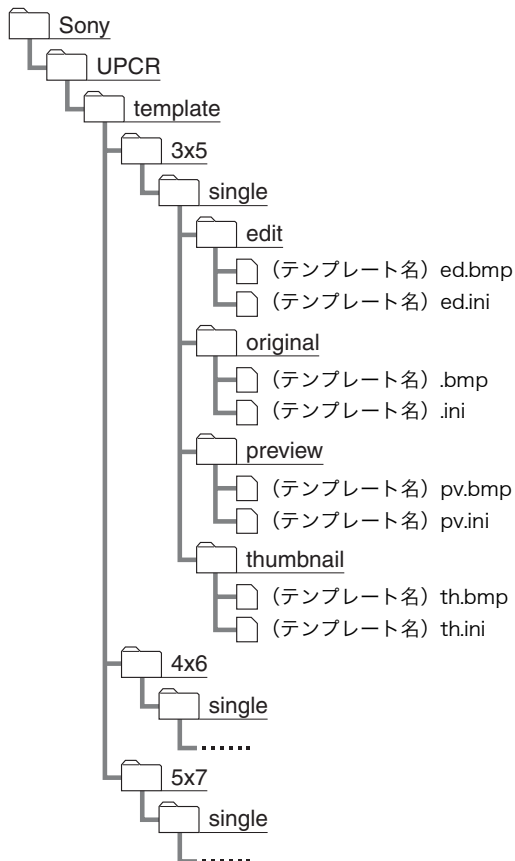 Sony
UPCR
template
3x5
single
edit
（テンプレート名）ed.bmp
（テンプレート名）ed.ini
original
（テンプレート名）.bmp
（テンプレート名）.ini
preview
（テンプレート名）pv.bmp
（テンプレート名）pv.ini
thumbnail
（テンプレート名）th.bmp
（テンプレート名）th.ini
4x6
single
5x7
single